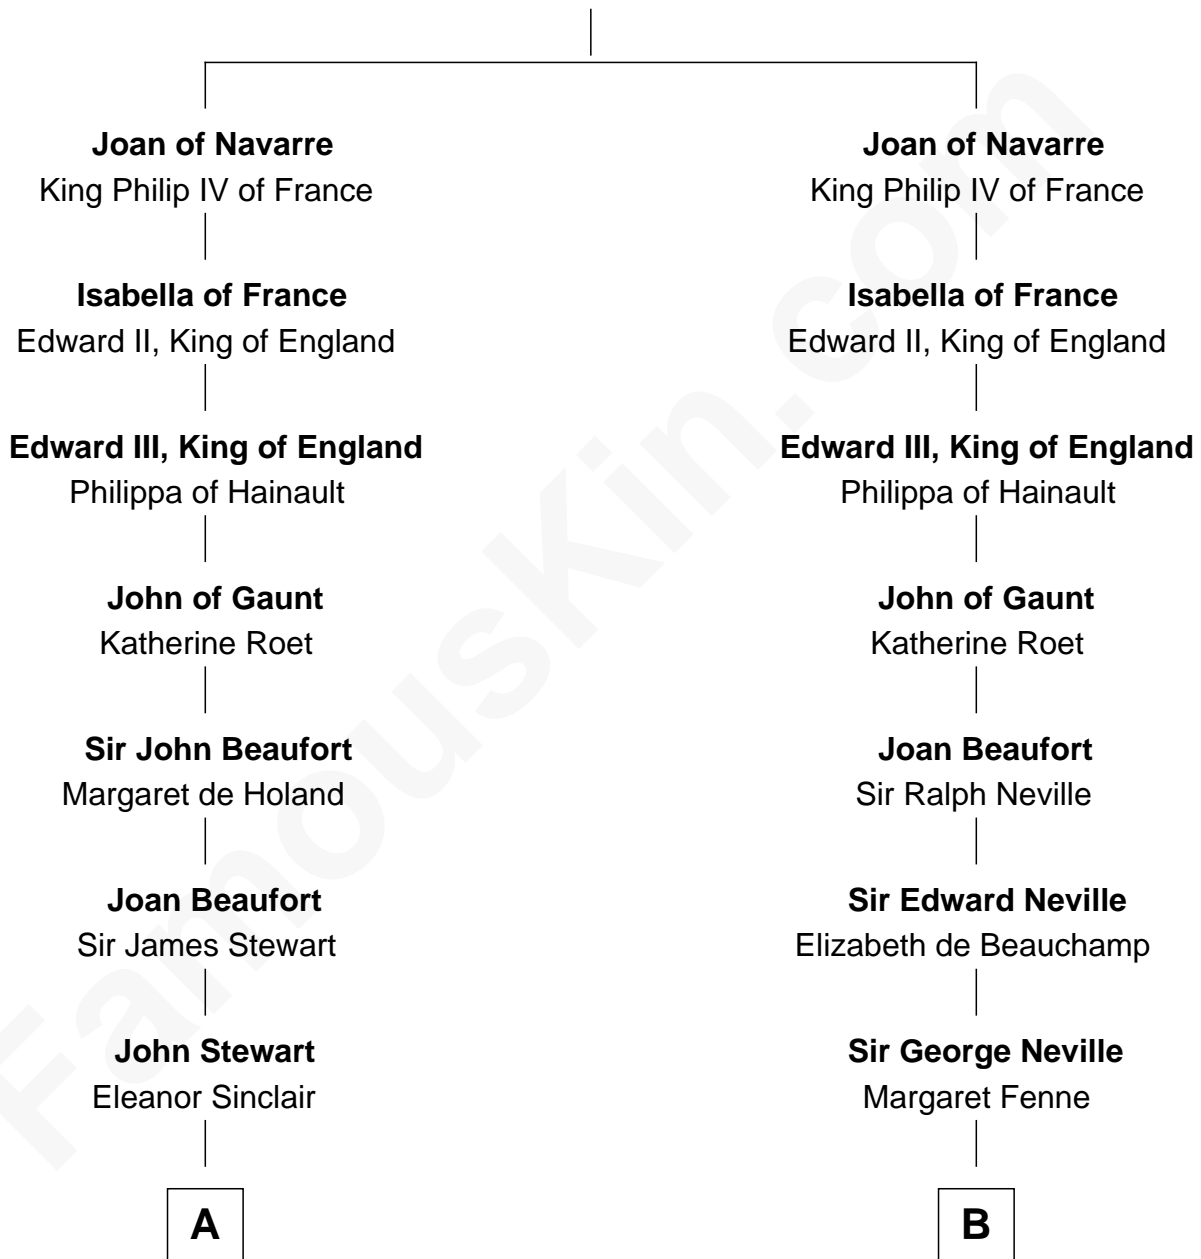 Joan of Navarre
King Philip IV of France
Isabella of France
Edward II, King of England
Edward III, King of England
Philippa of Hainault
John of Gaunt
Katherine Roet
Sir John Beaufort
Margaret de Holand
Joan Beaufort
Sir James Stewart
John Stewart
Eleanor Sinclair
A
Joan of Navarre
King Philip IV of France
Isabella of France
Edward II, King of England
Edward III, King of England
Philippa of Hainault
John of Gaunt
Katherine Roet
Joan Beaufort
Sir Ralph Neville
Sir Edward Neville
Elizabeth de Beauchamp
Sir George Neville
Margaret Fenne
B
FamousKin.com